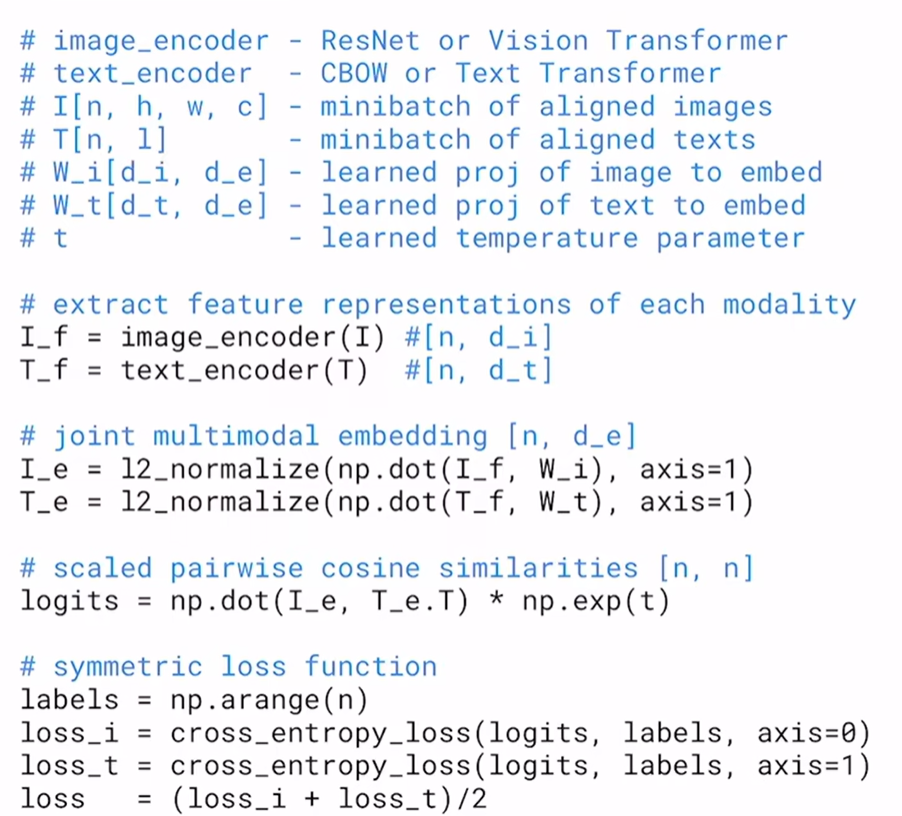 # image_encoder - ResNet or Vision Transformer
# text_encoder  - CBOW or Text Transformer
# I[n, h, w, c] - minibatch of aligned images
# T[n, l]       - minibatch of aligned texts
# W_i[d_i, d_e] - learned proj of image to embed
# W_t[d_t, d_e] - learned proj of text to embed
# t             - learned temperature parameter

# extract feature representations of each modality
I_f = image_encoder(I) #[n, d_i]
T_f = text_encoder(T)  #[n, d_t]

# joint multimodal embedding [n, d_e]
I_e = l2_normalize(np.dot(I_f, W_i), axis=1)
T_e = l2_normalize(np.dot(T_f, W_t), axis=1)

# scaled pairwise cosine similarities [n, n]
logits = np.dot(I_e, T_e.T) * np.exp(t)

# symmetric loss function
labels = np.arange(n)
loss_i = cross_entropy_loss(logits, labels, axis=0)
loss_t = cross_entropy_loss(logits, labels, axis=1)
loss   = (loss_i + loss_t)/2